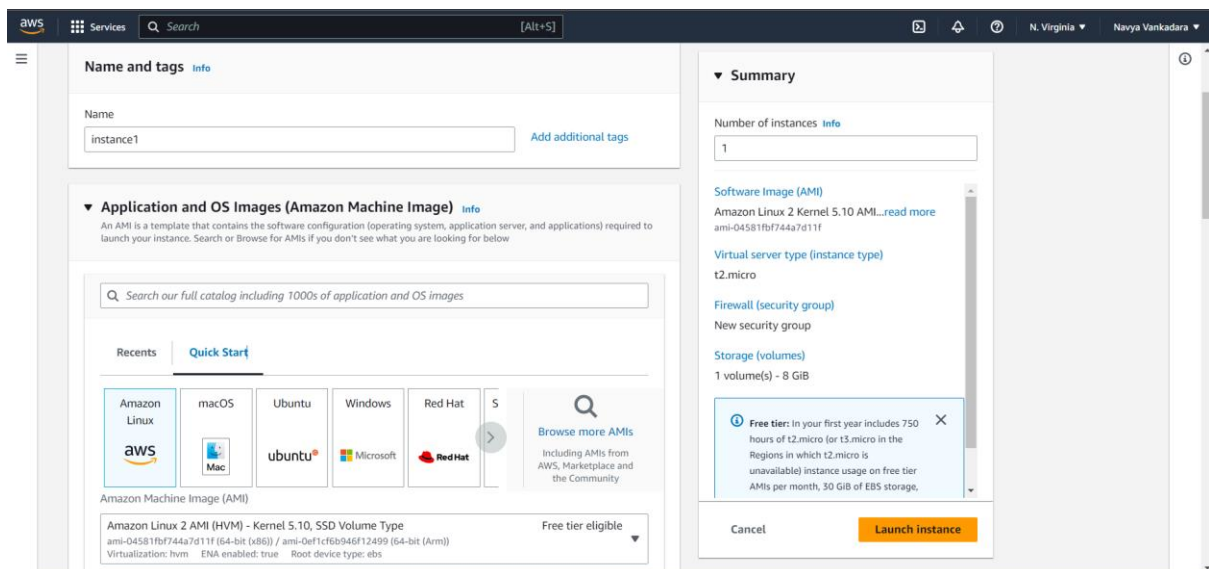 aws
Services
Search
[Alt+S]
N. Virginia
Navya Vankadara
Name and tags Info
Name
instance1
Add additional tags
Application and OS Images (Amazon Machine Image) Info
An AMI is a template that contains the software configuration (operating system, application server, and applications) required to
launch your instance. Search or Browse for AMIs if you don't see what you are looking for below
Search our full catalog including 1000s of application and OS images
Recents
Quick Start
Amazon
Linux
aws
macOS
Mac
Ubuntu
ubuntu
Windows
Microsoft
Red Hat
Red Hat
S
Browse more AMIs
Including AMIs from
AWS, Marketplace and
the Community
Amazon Machine Image (AMI)
Amazon Linux 2 AMI (HVM) - Kernel 5.10, SSD Volume Type
Free tier eligible
ami-04581fbf744a7d11f (64-bit (x86)) / ami-0ef1cf6b946f12499 (64-bit (Arm))
Virtualization: hvm ENA enabled: true Root device type: ebs
Summary
Number of instances Info
1
Software Image (AMI)
Amazon Linux 2 Kernel 5.10 AMI...read more
ami-04581fbf744a7d11f
Virtual server type (instance type)
t2.micro
Firewall (security group)
New security group
Storage (volumes)
1 volume(s) - 8 GiB
Free tier: In your first year includes 750
hours of t2.micro (or t3.micro in the
Regions in which t2.micro is
unavailable) instance usage on free tier
AMIs per month, 30 GiB of EBS storage,
Cancel
Launch instance